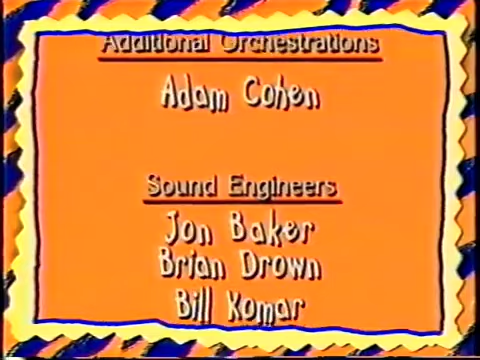 Additional Orchestrations
Adam Cohen
Sound Engineers
Jon Baker
Brian Drown
Bill Komar